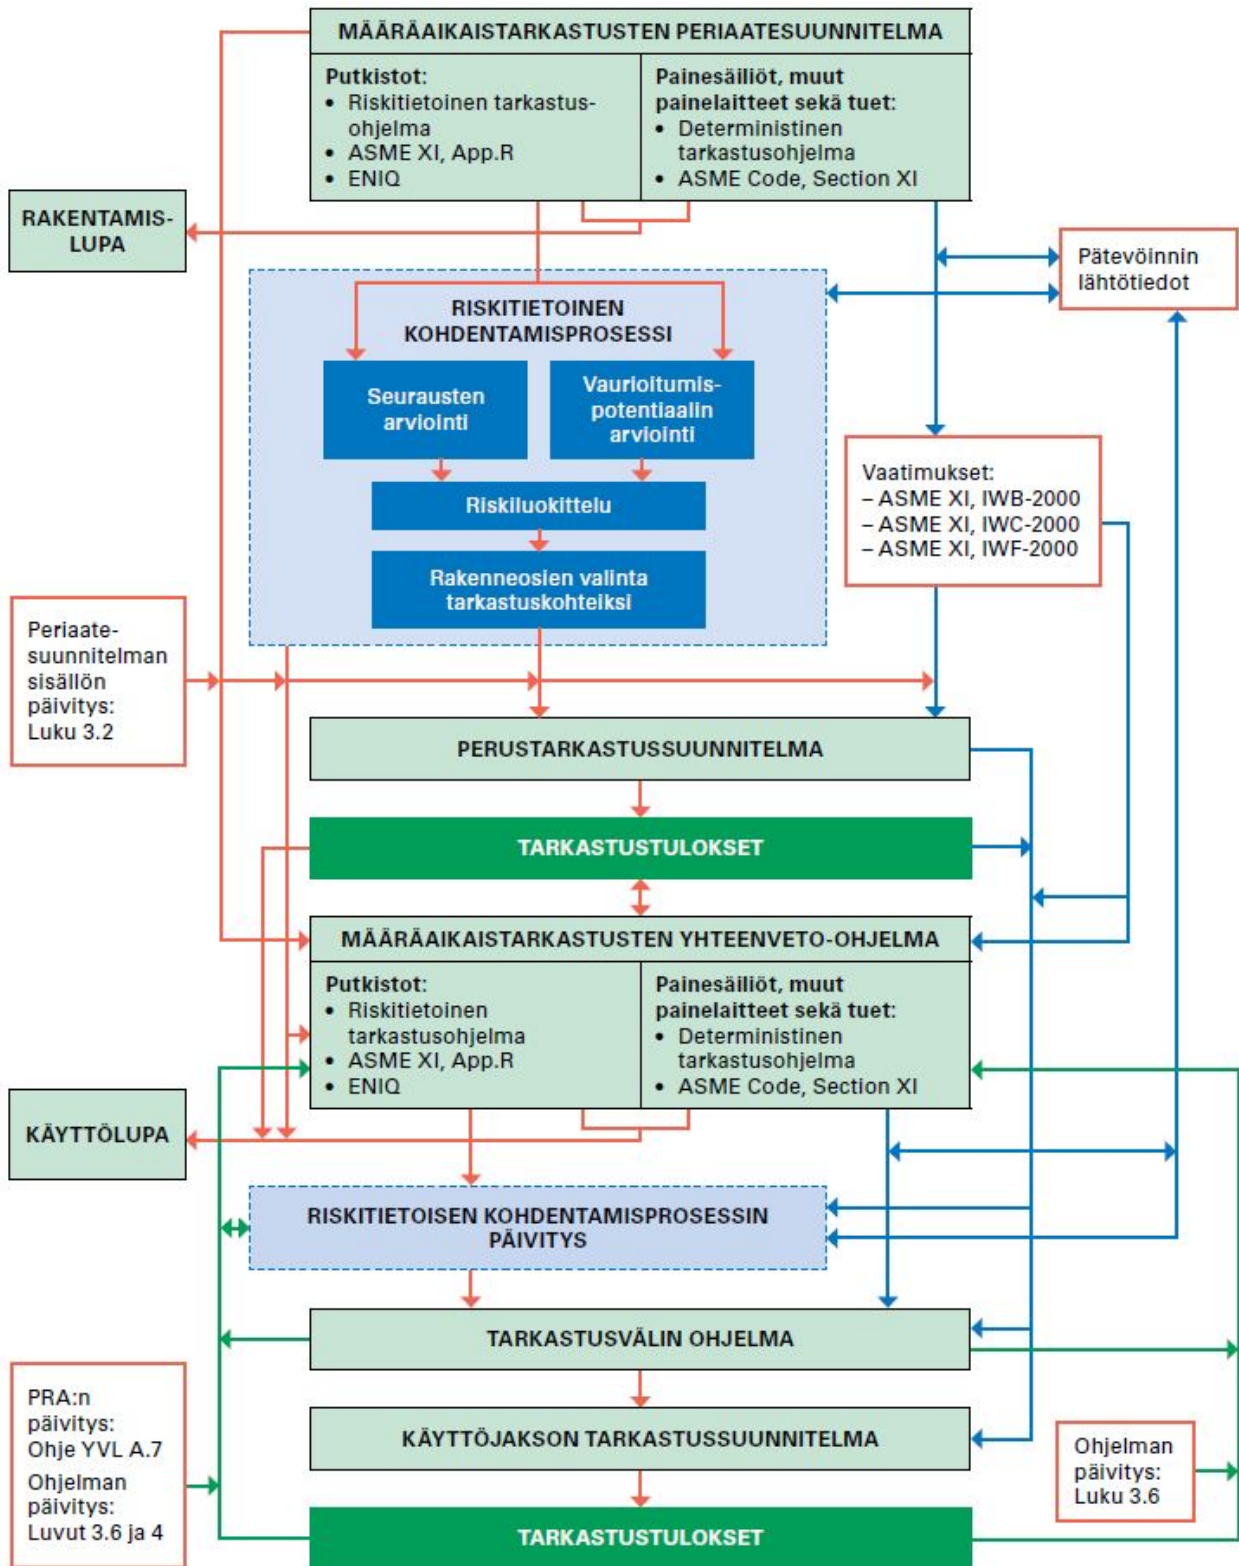 MÄÄRÄAIKAISTARKASTUSTEN PERIAATESUUNNITELMA
Putkistot:
• Riskitietoinen tarkastus-
ohjelma
• ASME XI, App.R
• ENIQ
Painesäiliöt, muut
painelaitteet sekä tuet:
• Deterministinen
tarkastusohjelma
• ASME Code, Section XI
RAKENTAMIS-
LUPA
Pätevöinnin
lähtötiedot
RISKITIETOINEN
KOHDENTAMISPROSESSI
Seurausten
arviointi
Vaurioitumis-
potentiaalin
arviointi
Riskiluokittelu
Rakenneosien valinta
tarkastuskohteiksi
Vaatimukset:
– ASME XI, IWB-2000
– ASME XI, IWC-2000
– ASME XI, IWF-2000
Periaate-
suunnitelman
sisällön
päivitys:
Luku 3.2
PERUSTARKASTUSSUUNNITELMA
TARKASTUSTULOKSET
MÄÄRÄAIKAISTARKASTUSTEN YHTEENVETO-OHJELMA
Putkistot:
• Riskitietoinen
tarkastusohjelma
• ASME XI, App.R
• ENIQ
Painesäiliöt, muut
painelaitteet sekä tuet:
• Deterministinen
tarkastusohjelma
• ASME Code, Section XI
KÄYTTÖLUPA
RISKITIETOISEN KOHDENTAMISPROSESSIN
PÄIVITYS
TARKASTUSVÄLIN OHJELMA
PRA:n
päivitys:
Ohje YVL A.7
Ohjelman
päivitys:
Luvut 3.6 ja 4
KÄYTTÖJAKSON TARKASTUSSUUNNITELMA
Ohjelman
päivitys:
Luku 3.6
TARKASTUSTULOKSET